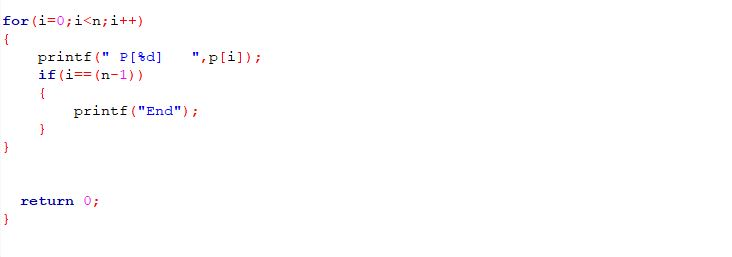 for(i=0;i<n;i++)
{
    printf(" P[%d]   ",p[i]);
    if(i==(n-1))
    {
        printf("End");
    }
}
  return 0;
}